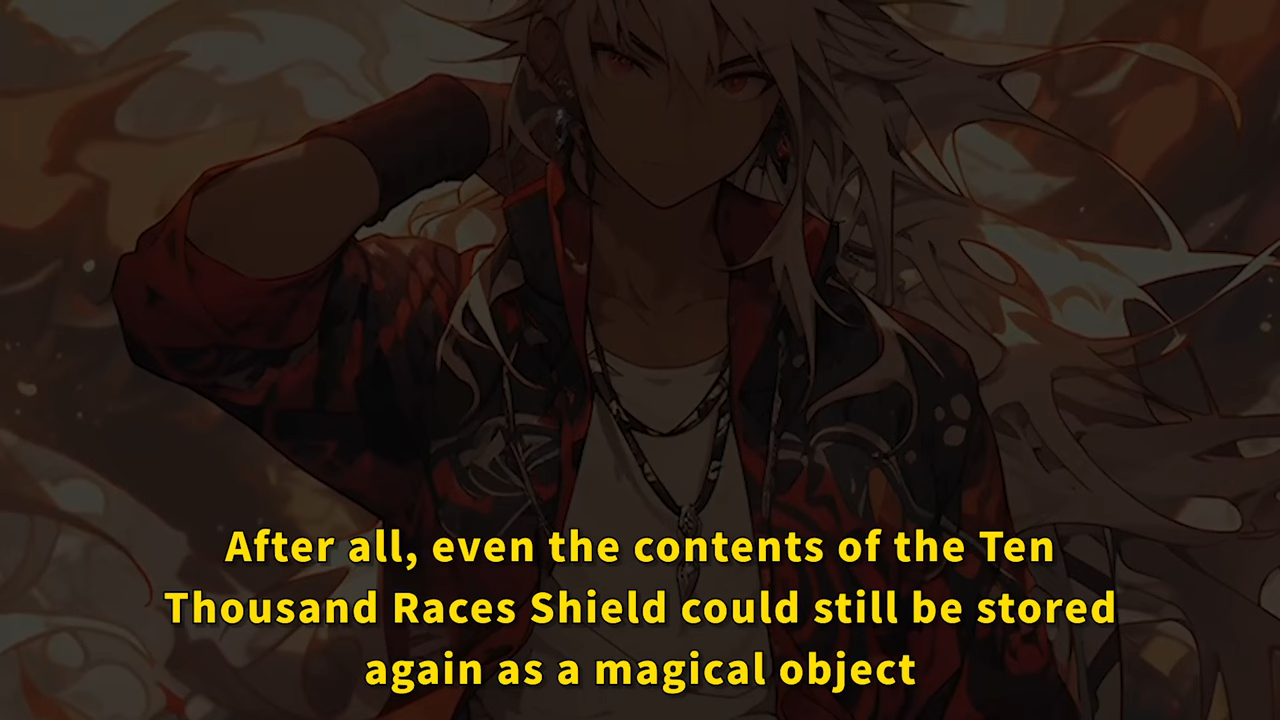 After all, even the contents of the Ten
Thousand Races Shield could still be stored
again as a magical object